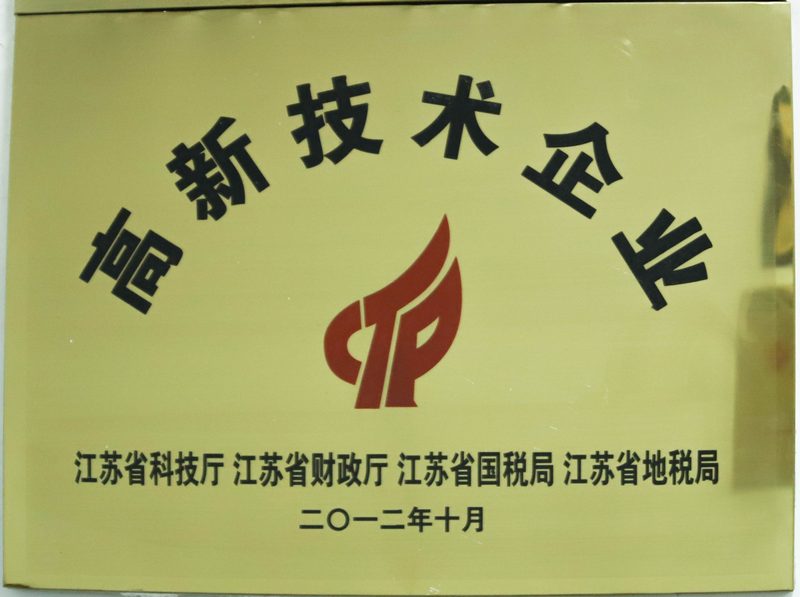 高新技术企业
CTP
江苏省科技厅 江苏省财政厅 江苏省国税局 江苏省地税局
二〇一二年十月